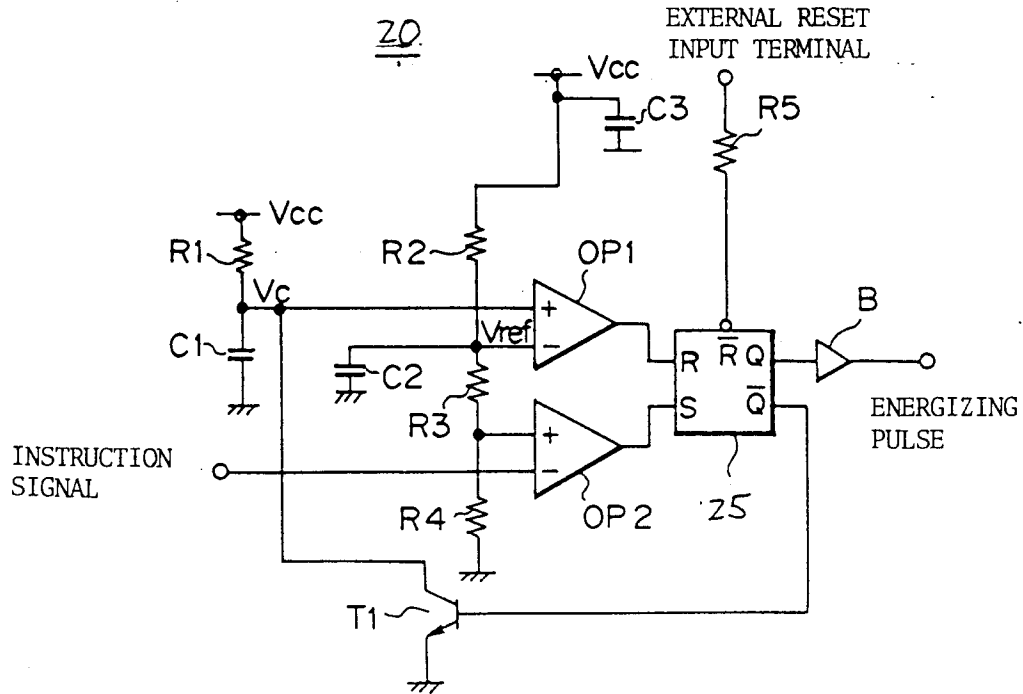 EXTERNAL RESET
INPUT TERMINAL
20
Vcc
C3
R5
Vcc
R1
R2
OP1
Vc
B
+
Vref
−
R
R̅
Q
C1
C2
R3
S
Q̅
ENERGIZING
PULSE
+
INSTRUCTION
SIGNAL
−
R4
OP2
25
T1